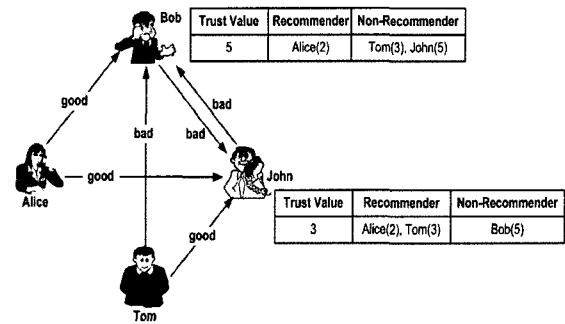 Bob
Trust Value Recommender Non-Recommender
5 Alice(2) Tom(3), John(5)
good
bad
bad
bad
Alice
good
John
Trust Value Recommender Non-Recommender
3 Alice(2), Tom(3) Bob(5)
good
Tom